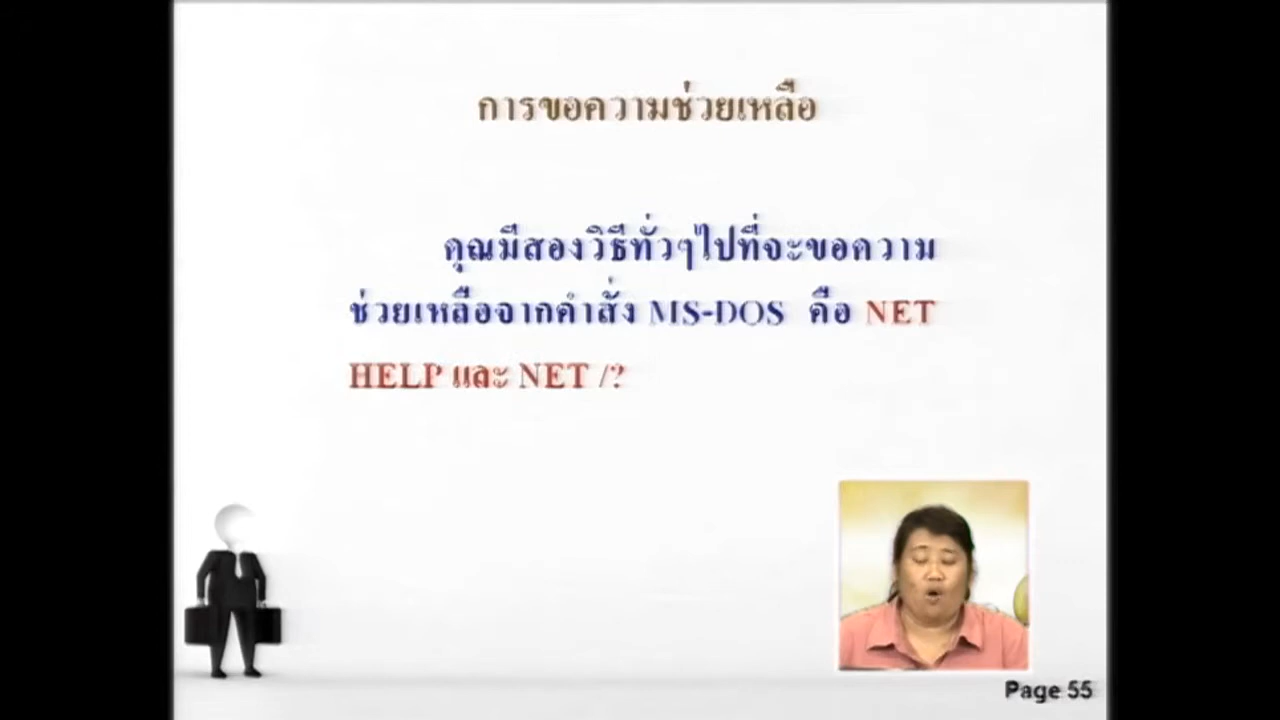 การขอความช่วยเหลือ
คุณมีสองวิธีทั่วๆไปที่จะขอความ
ช่วยเหลือจากคำสั่ง MS-DOS คือ NET
HELP และ NET /?
Page 55